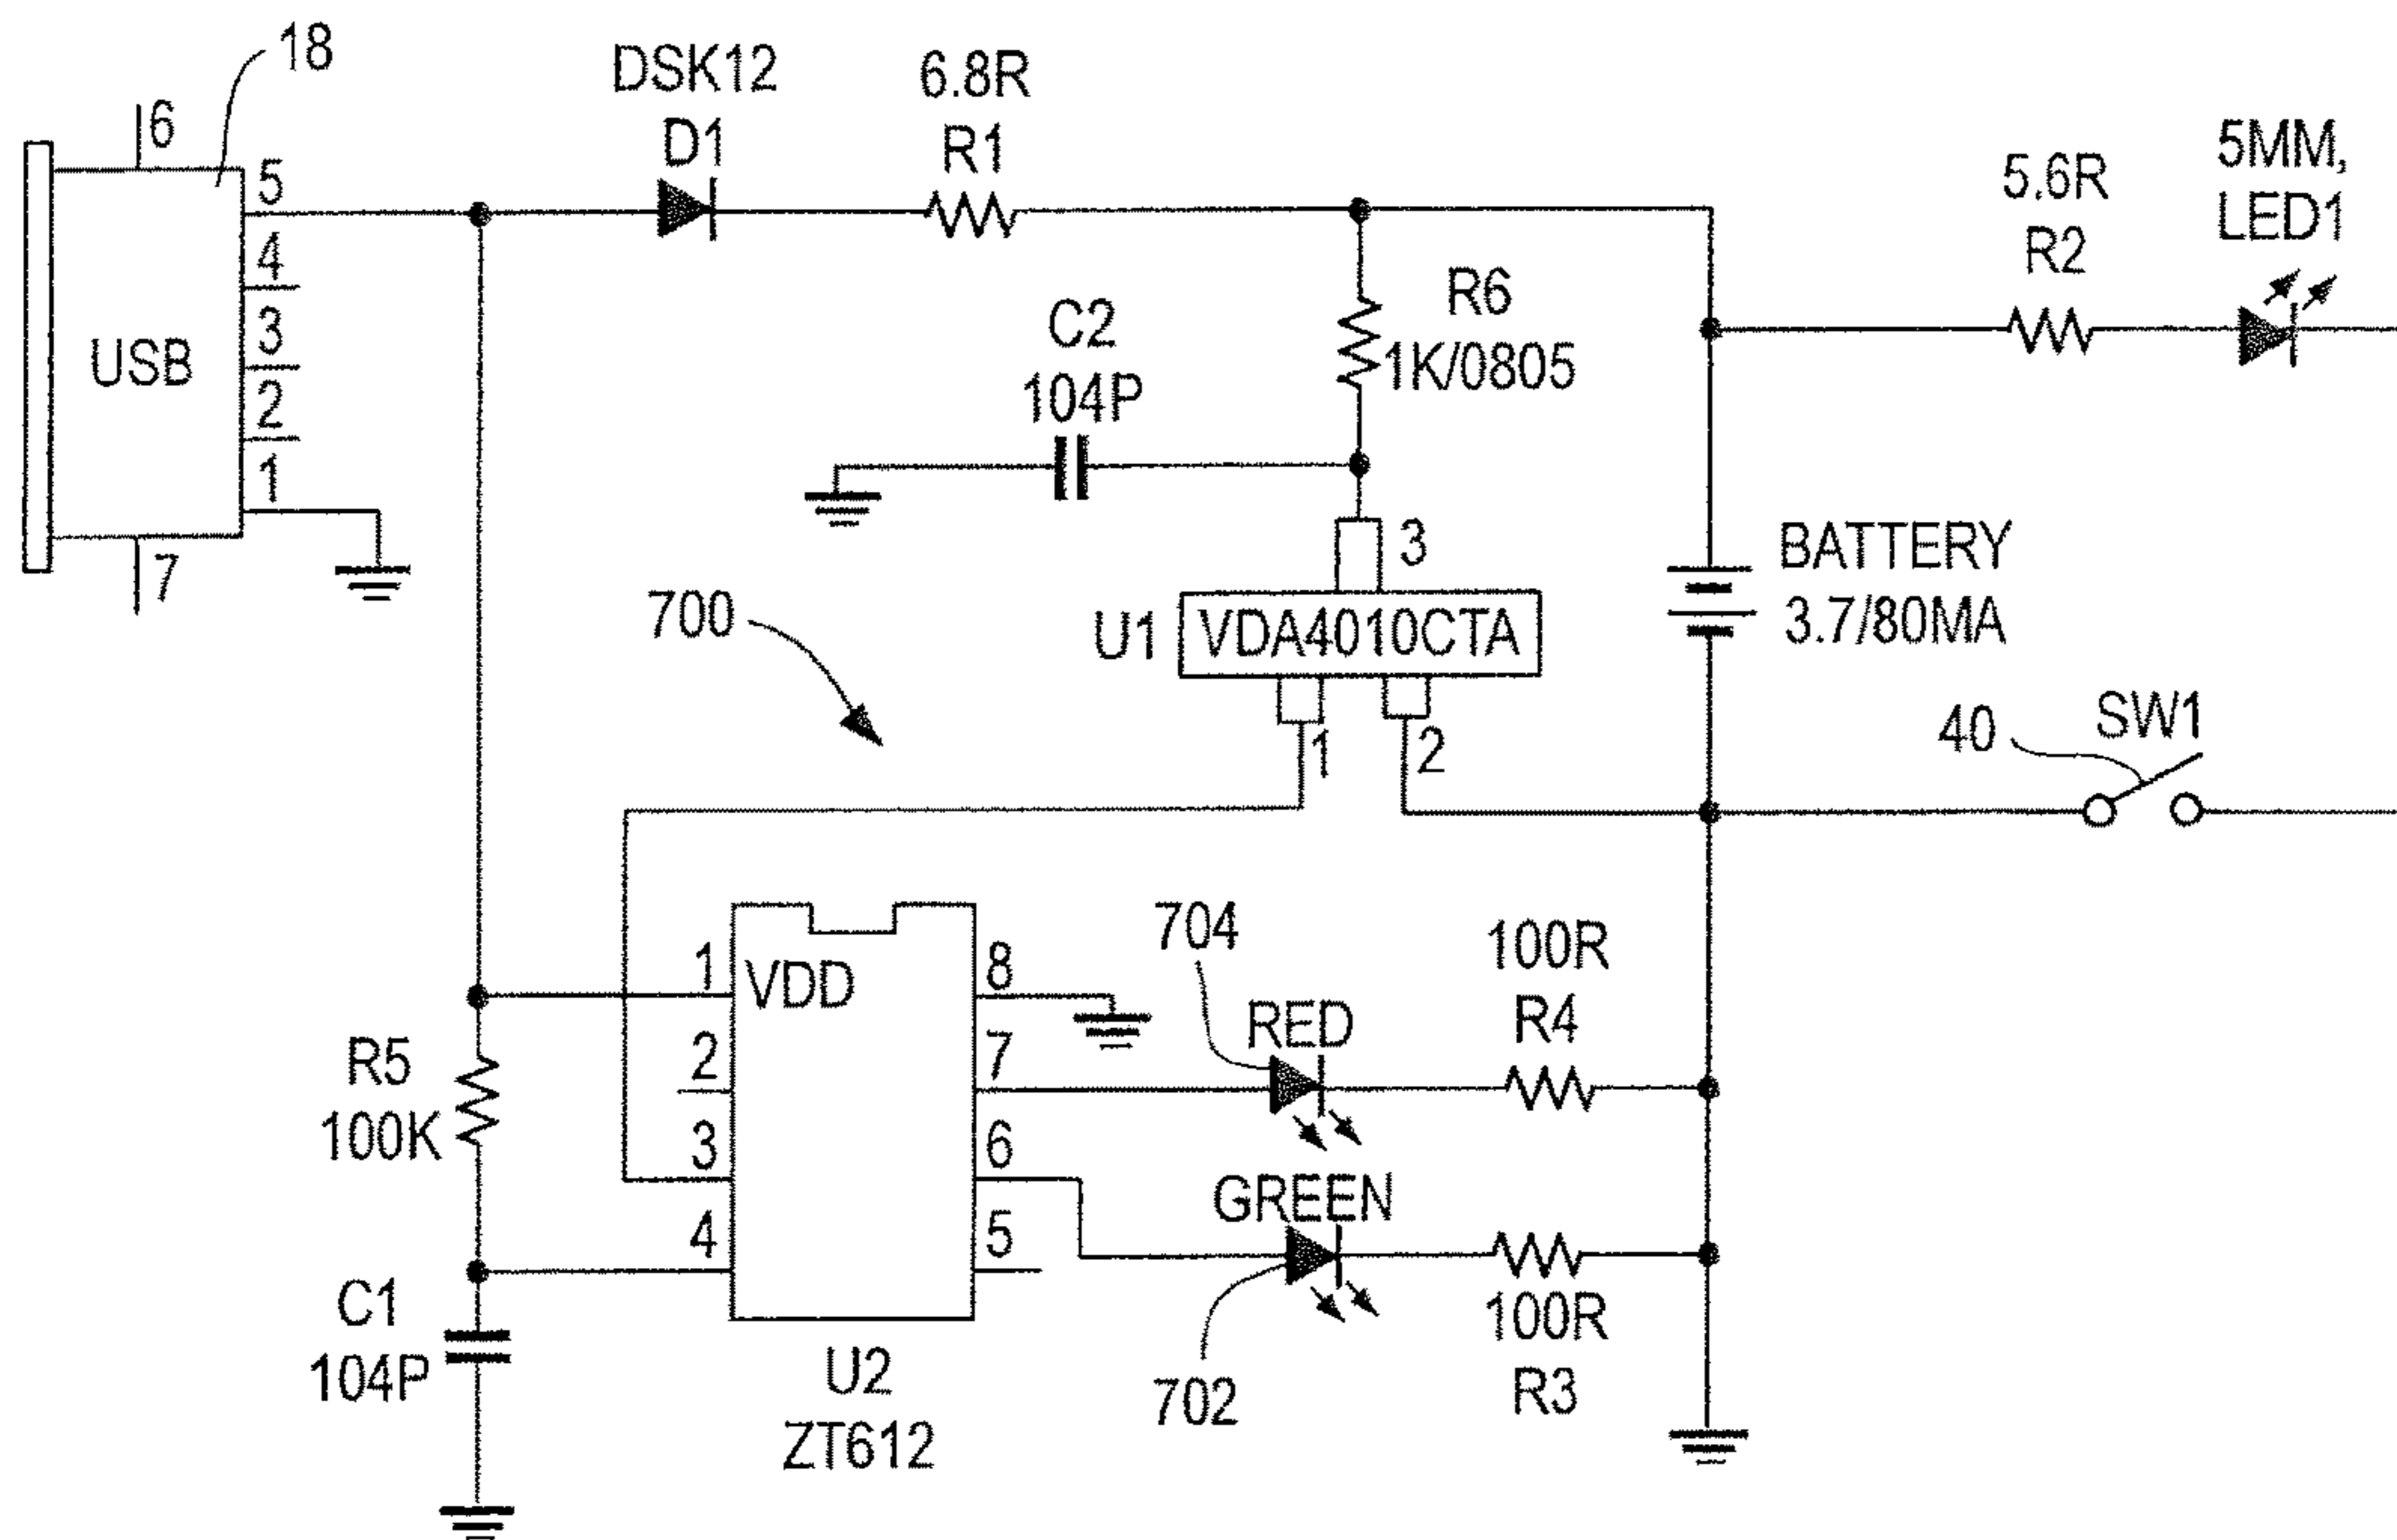 18
6
5
4
3
2
1
7
USB
DSK12
D1
6.8R
R1
5.6R
R2
5MM,
LED1
C2
104P
R6
1K/0805
3
U1
VDA4010CTA
1
2
700
BATTERY
3.7/80MA
40
SW1
R5
100K
C1
104P
1
2
3
4
VDD
8
7
6
5
U2
ZT612
704
RED
100R
R4
GREEN
702
100R
R3